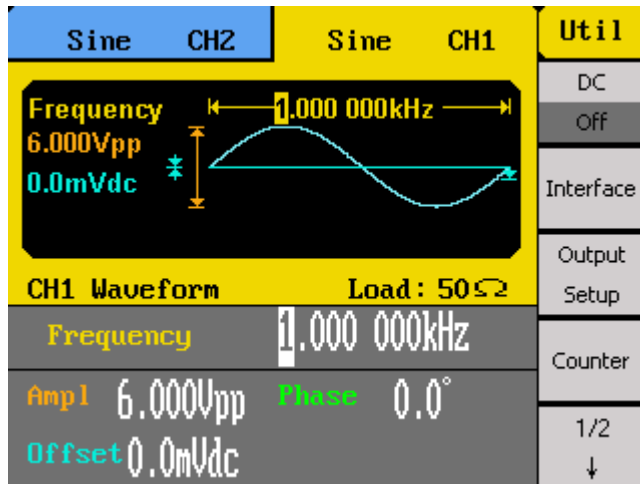 Sine CH2
Sine CH1
Util
DC
Off
Interface
Output
Setup
Counter
1/2
↓
Frequency 1.000 000kHz
6.000Vpp
0.0mVdc
CH1 Waveform Load: 50Ω
Frequency 1.000 000kHz
Ampl 6.000Vpp Phase 0.0°
Offset 0.0mVdc